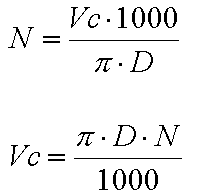 N = Vc · 1000 / π · D
Vc = π · D · N / 1000